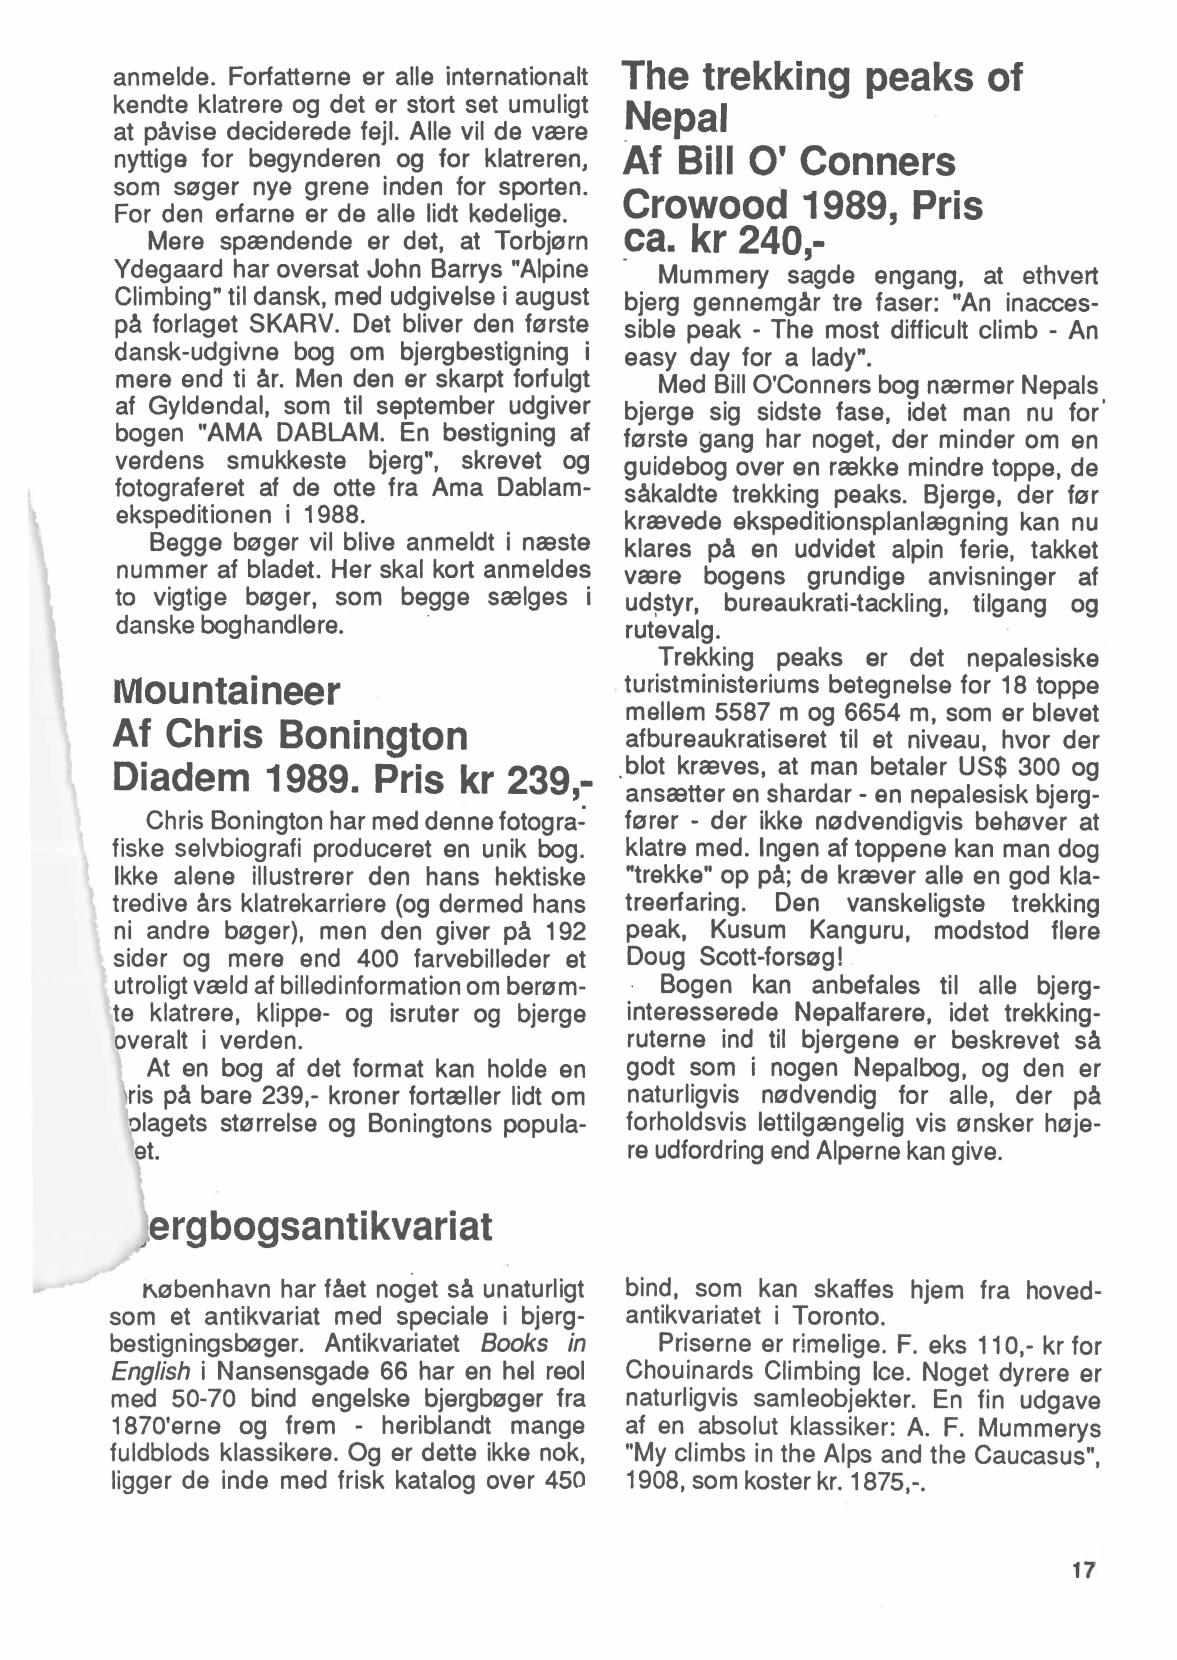 anmelde. Forfatterne er alle internationalt
kendte klatrere og det er stort set umuligt
at påvise deciderede fejl. Alle vil de være
nyttige for begynderen og for klatreren,
som søger nye grene inden for sporten.
For den erfarne er de alle lidt kedelige.
Mere spændende er det, at Torbjørn
Ydegaard har oversat John Barrys "Alpine
Climbing" til dansk, med udgivelse i august
på forlaget SKARV. Det bliver den første
dansk-udgivne bog om bjergbestigning i
mere end ti år. Men den er skarpt forfulgt
af Gyldendal, som til september udgiver
bogen "AMA DABLAM. En bestigning af
verdens smukkeste bjerg", skrevet og
fotograferet af de otte fra Ama Dablam-
ekspeditionen i 1988.
Begge bøger vil blive anmeldt i næste
nummer af bladet. Her skal kort anmeldes
to vigtige bøger, som begge sælges i
danske boghandlere.
Mountaineer
Af Chris Bonington
Diadem 1989. Pris kr 239,-
Chris Bonington har med denne fotogra-
fiske selvbiografi produceret en unik bog.
Ikke alene illustrerer den hans hektiske
tredive års klatrekarriere (og dermed hans
ni andre bøger), men den giver på 192
sider og mere end 400 farvebilleder et
utroligt væld af billedinformation om berøm-
te klatrere, klippe- og isruter og bjerge
overalt i verden.
At en bog af det format kan holde en
ris på bare 239,- kroner fortæller lidt om
plagets størrelse og Boningtons popula-
et.
The trekking peaks of
Nepal
Af Bill O' Conners
Crowood 1989, Pris
ca. kr 240,-
Mummery sagde engang, at ethvert
bjerg gennemgår tre faser: "An inacces-
sible peak - The most difficult climb - An
easy day for a lady".
Med Bill O'Conners bog nærmer Nepals
bjerge sig sidste fase, idet man nu for
første gang har noget, der minder om en
guidebog over en række mindre toppe, de
såkaldte trekking peaks. Bjerge, der før
krævede ekspeditionsplanlægning kan nu
klares på en udvidet alpin ferie, takket
være bogens grundige anvisninger af
udstyr, bureaukrati-tackling, tilgang og
rutevalg.
Trekking peaks er det nepalesiske
turistministeriums betegnelse for 18 toppe
mellem 5587 m og 6654 m, som er blevet
afbureaukratiseret til et niveau, hvor der
blot kræves, at man betaler US$ 300 og
ansætter en shardar - en nepalesisk bjerg-
fører - der ikke nødvendigvis behøver at
klatre med. Ingen af toppene kan man dog
"trekke" op på; de kræver alle en god kla-
treerfaring. Den vanskeligste trekking
peak, Kusum Kanguru, modstod flere
Doug Scott-forsøg!
Bogen kan anbefales til alle bjerg-
interesserede Nepalfarere, idet trekking-
ruterne ind til bjergene er beskrevet så
godt som i nogen Nepalbog, og den er
naturligvis nødvendig for alle, der på
forholdsvis lettilgængelig vis ønsker høje-
re udfordring end Alperne kan give.
ergbogsantikvariat
København har fået noget så unaturligt
som et antikvariat med speciale i bjerg-
bestigningsbøger. Antikvariatet Books in
English i Nansensgade 66 har en hel reol
med 50-70 bind engelske bjergbøger fra
1870'erne og frem - heriblandt mange
fuldblods klassikere. Og er dette ikke nok,
ligger de inde med frisk katalog over 450
bind, som kan skaffes hjem fra hoved-
antikvariatet i Toronto.
Priserne er rimelige. F. eks 110,- kr for
Chouinards Climbing Ice. Noget dyrere er
naturligvis samleobjekter. En fin udgave
af en absolut klassiker: A. F. Mummerys
"My climbs in the Alps and the Caucasus",
1908, som koster kr. 1875,-.
17